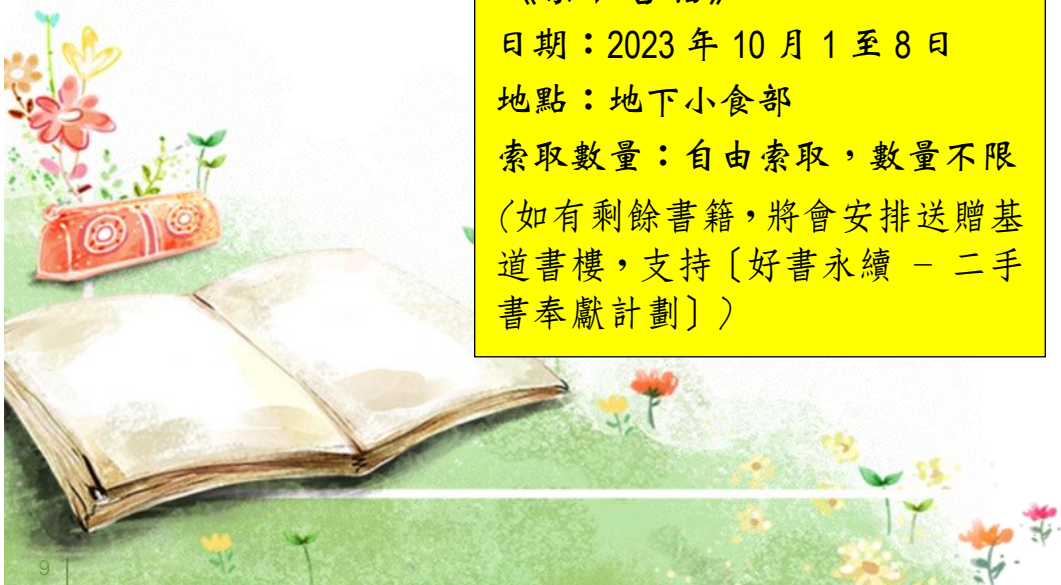 日期：2023 年 10 月 1 至 8 日
地點：地下小食部
索取數量：自由索取，數量不限
(如有剩餘書籍，將會安排送贈基
道書樓，支持〔好書永續 – 二手
書奉獻計劃〕)
9